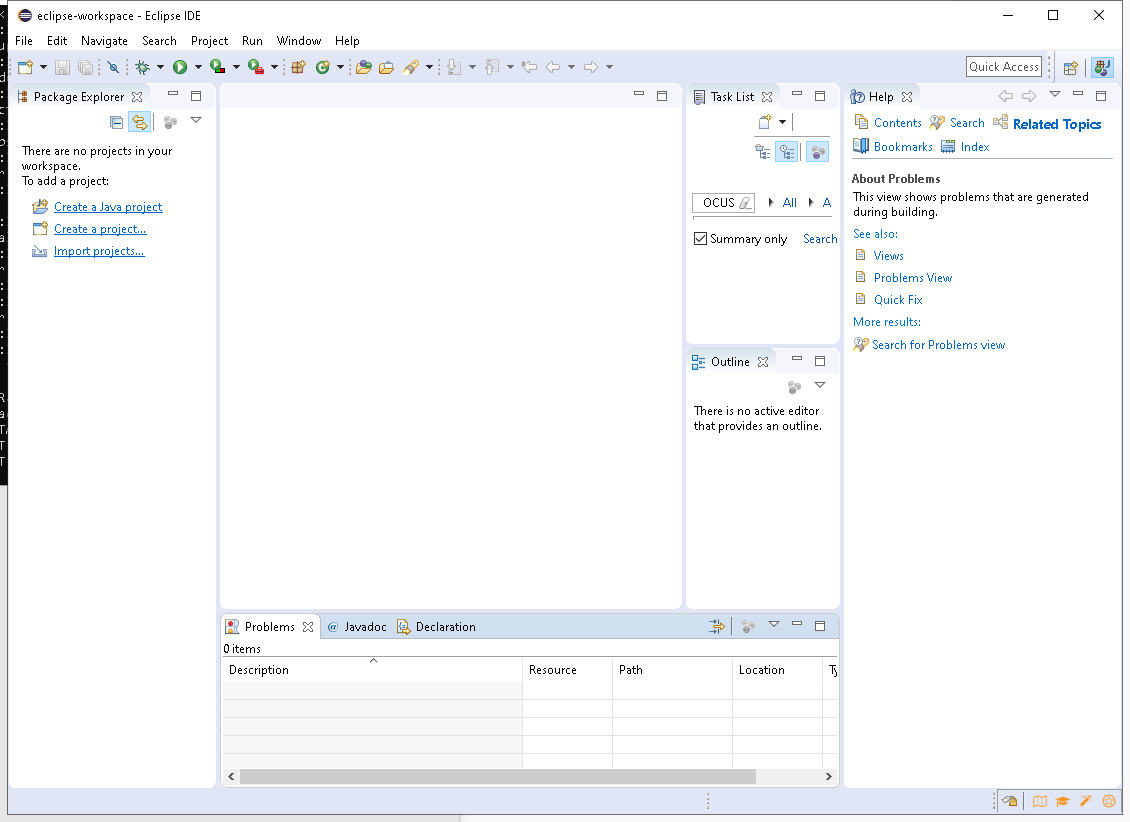 eclipse-workspace - Eclipse IDE
File Edit Navigate Search Project Run Window Help
Quick Access
Package Explorer
There are no projects in your
workspace.
To add a project:
Create a Java project
Create a project...
Import projects...
Task List
OCUS All A
Summary only Search
Outline
There is no active editor
that provides an outline.
Help
Contents Search Related Topics
Bookmarks Index
About Problems
This view shows problems that are generated
during building.
See also:
Views
Problems View
Quick Fix
More results:
Search for Problems view
Problems @ Javadoc Declaration
0 items
Description Resource Path Location Ty